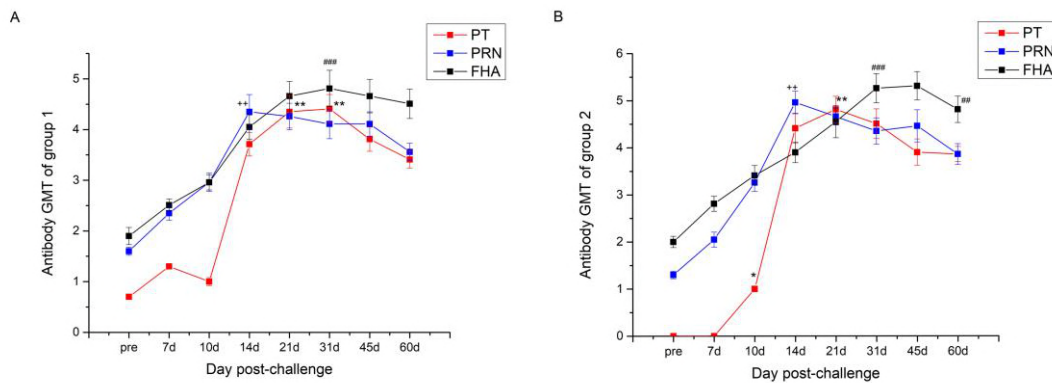 A
PT
PRN
FHA
5
4
3
2
1
0
Antibody GMT of group 1
###
++
**
**
pre
7d
10d
14d
21d
31d
45d
60d
Day post-challenge
B
PT
PRN
FHA
6
5
4
3
2
1
0
Antibody GMT of group 2
###
++
**
##
*
pre
7d
10d
14d
21d
31d
45d
60d
Day post-challenge